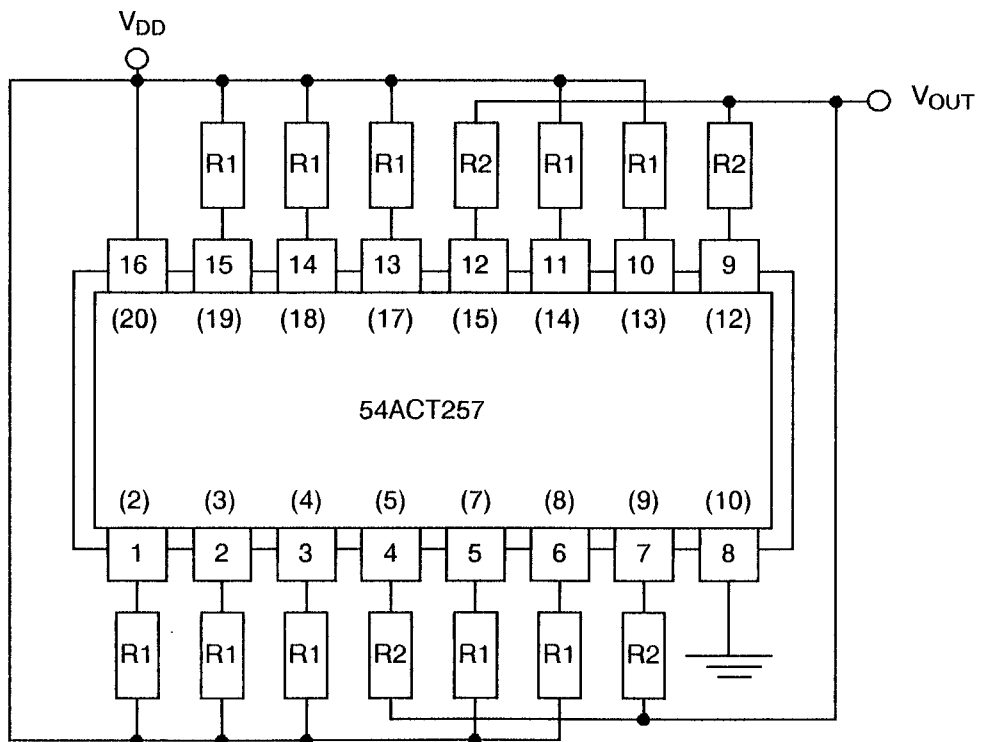 VDD
VOUT
R1 R1 R1 R2 R1 R1 R2
16 15 14 13 12 11 10 9
(20) (19) (18) (17) (15) (14) (13) (12)
54ACT257
(2) (3) (4) (5) (7) (8) (9) (10)
1 2 3 4 5 6 7 8
R1 R1 R1 R2 R1 R1 R2